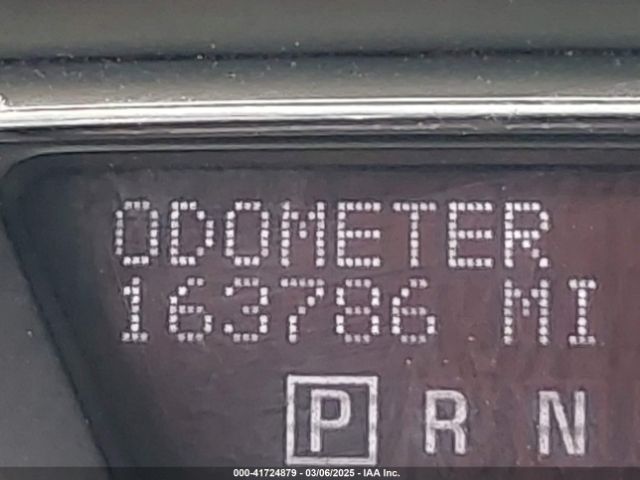 ODOMETER
163786 MI
P R N
000-41724879 - 03/06/2025 - IAA Inc.